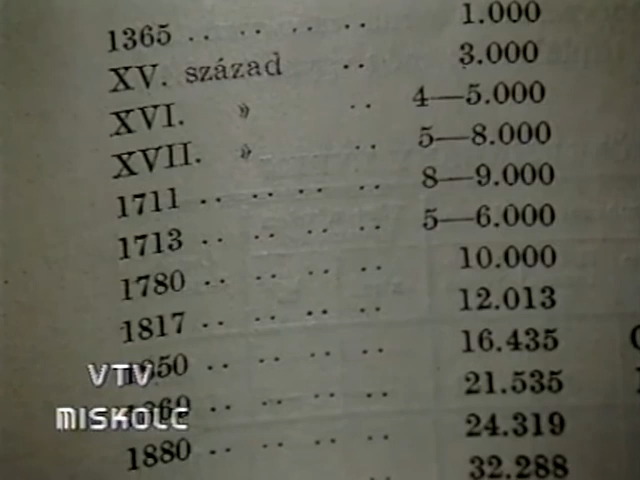 1365 .. .. .. .. 1.000
XV. század .. 3.000
XVI. » .. 4—5.000
XVII. » .. 5—8.000
1711 .. .. .. .. 8—9.000
1713 .. .. .. .. 5—6.000
1780 .. .. .. .. 10.000
1817 .. .. .. .. 12.013
1850 .. .. .. .. 16.435
1869 .. .. .. .. 21.535
1880 .. .. .. .. 24.319
.. 32.288
VTV
MISKOLC